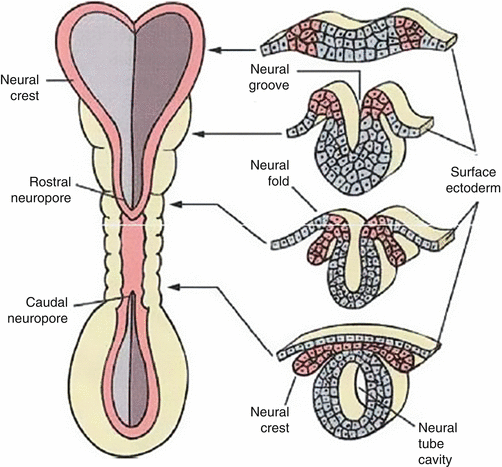 Neural
crest
Rostral
neuropore
Caudal
neuropore
Neural
groove
Neural
fold
Surface
ectoderm
Neural
crest
Neural
tube
cavity